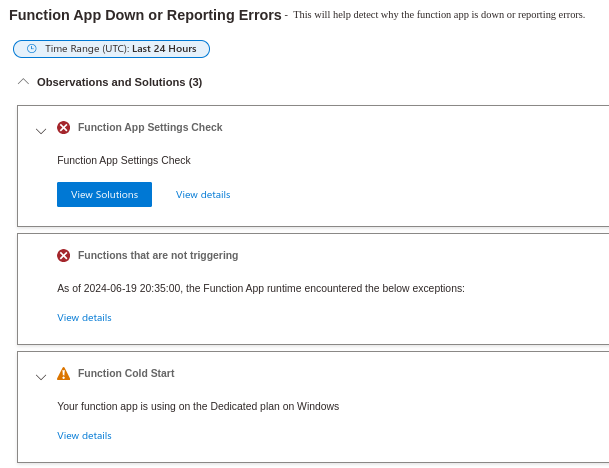 Function App Down or Reporting Errors - This will help detect why the function app is down or reporting errors.
Time Range (UTC): Last 24 Hours
Observations and Solutions (3)
Function App Settings Check
Function App Settings Check
View Solutions View details
Functions that are not triggering
As of 2024-06-19 20:35:00, the Function App runtime encountered the below exceptions:
View details
Function Cold Start
Your function app is using on the Dedicated plan on Windows
View details